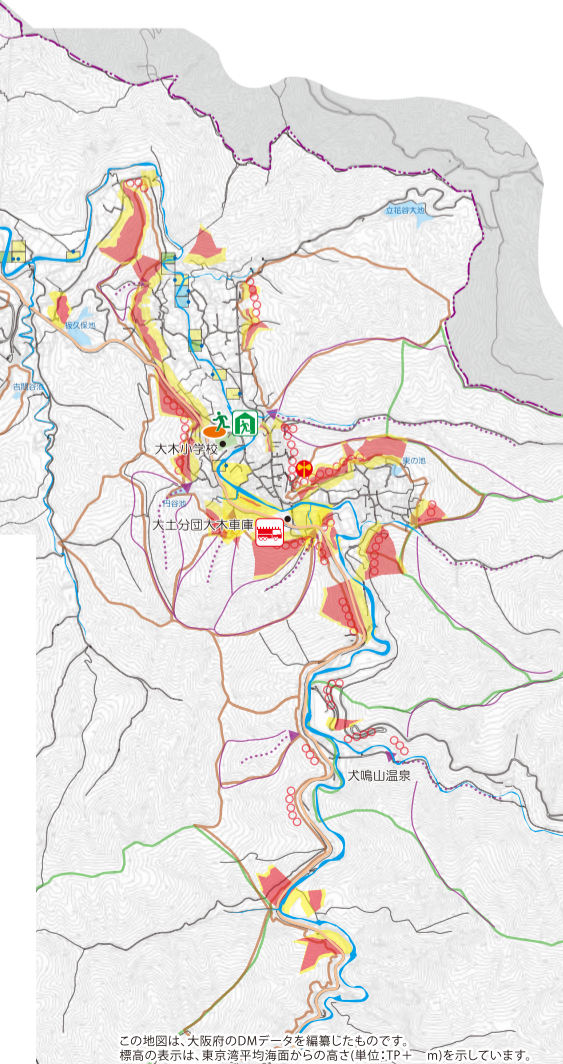 立花谷大池
坂久保池
吉間谷池
大木小学校
東の池
円谷池
大土分団大木車庫
犬鳴山温泉
この地図は、大阪府のDMデータを編纂したものです。
標高の表示は、東京湾平均海面からの高さ(単位:TP+　m)を示しています。